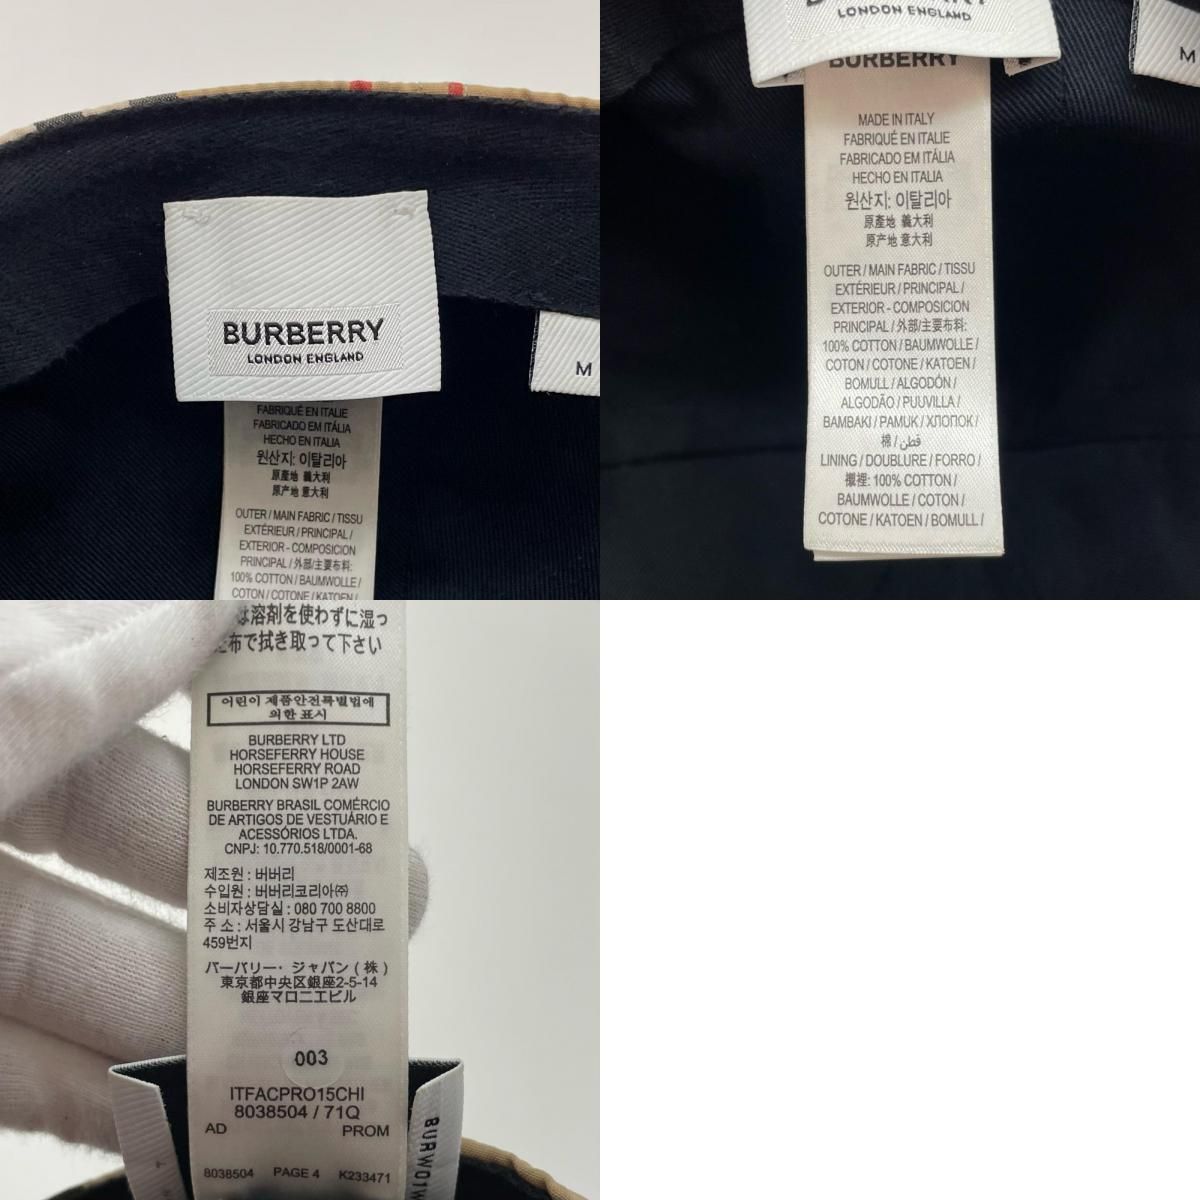 BURBERRY
LONDON ENGLAND
M
FABRIQUÉ EN ITALIE
FABRICADO EM ITÁLIA
HECHO EN ITALIA
원산지: 이탈리아
原產地 義大利
原产地 意大利
OUTER / MAIN FABRIC / TISSU
EXTÉRIEUR / PRINCIPAL /
EXTERIOR - COMPOSICION
PRINCIPAL / 外部/主要布料:
100% COTTON / BAUMWOLLE /
COTON / COTONE / KATOEN /
LONDON ENGLAND
M
BURBERRY
MADE IN ITALY
FABRIQUÉ EN ITALIE
FABRICADO EM ITÁLIA
HECHO EN ITALIA
원산지: 이탈리아
原產地 義大利
原产地 意大利
OUTER / MAIN FABRIC / TISSU
EXTÉRIEUR / PRINCIPAL /
EXTERIOR - COMPOSICION
PRINCIPAL / 外部/主要布料:
100% COTTON / BAUMWOLLE /
COTON / COTONE / KATOEN /
BOMULL / ALGODÓN /
ALGODÃO / PUUVILLA /
BAMBAKI / PAMUK / ХЛОПОК /
棉 / قطن
LINING / DOUBLURE / FORRO /
襯裡: 100% COTTON /
BAUMWOLLE / COTON /
COTONE / KATOEN / BOMULL /
は溶剤を使わずに湿っ
布で拭き取って下さい
어린이 제품안전특별법에
의한 표시
BURBERRY LTD
HORSEFERRY HOUSE
HORSEFERRY ROAD
LONDON SW1P 2AW
BURBERRY BRASIL COMÉRCIO
DE ARTIGOS DE VESTUÁRIO E
ACESSÓRIOS LTDA.
CNPJ: 10.770.518/0001-68
제조원 : 버버리
수입원 : 버버리코리아㈜
소비자상담실 : 080 700 8800
주 소 : 서울시 강남구 도산대로
459번지
バーバリー・ジャパン (株)
東京都中央区銀座2-5-14
銀座マロニエビル
003
ITFACPRO15CHI
8038504 / 71Q
AD PROM
8038504 PAGE 4 K233471
BURW01W